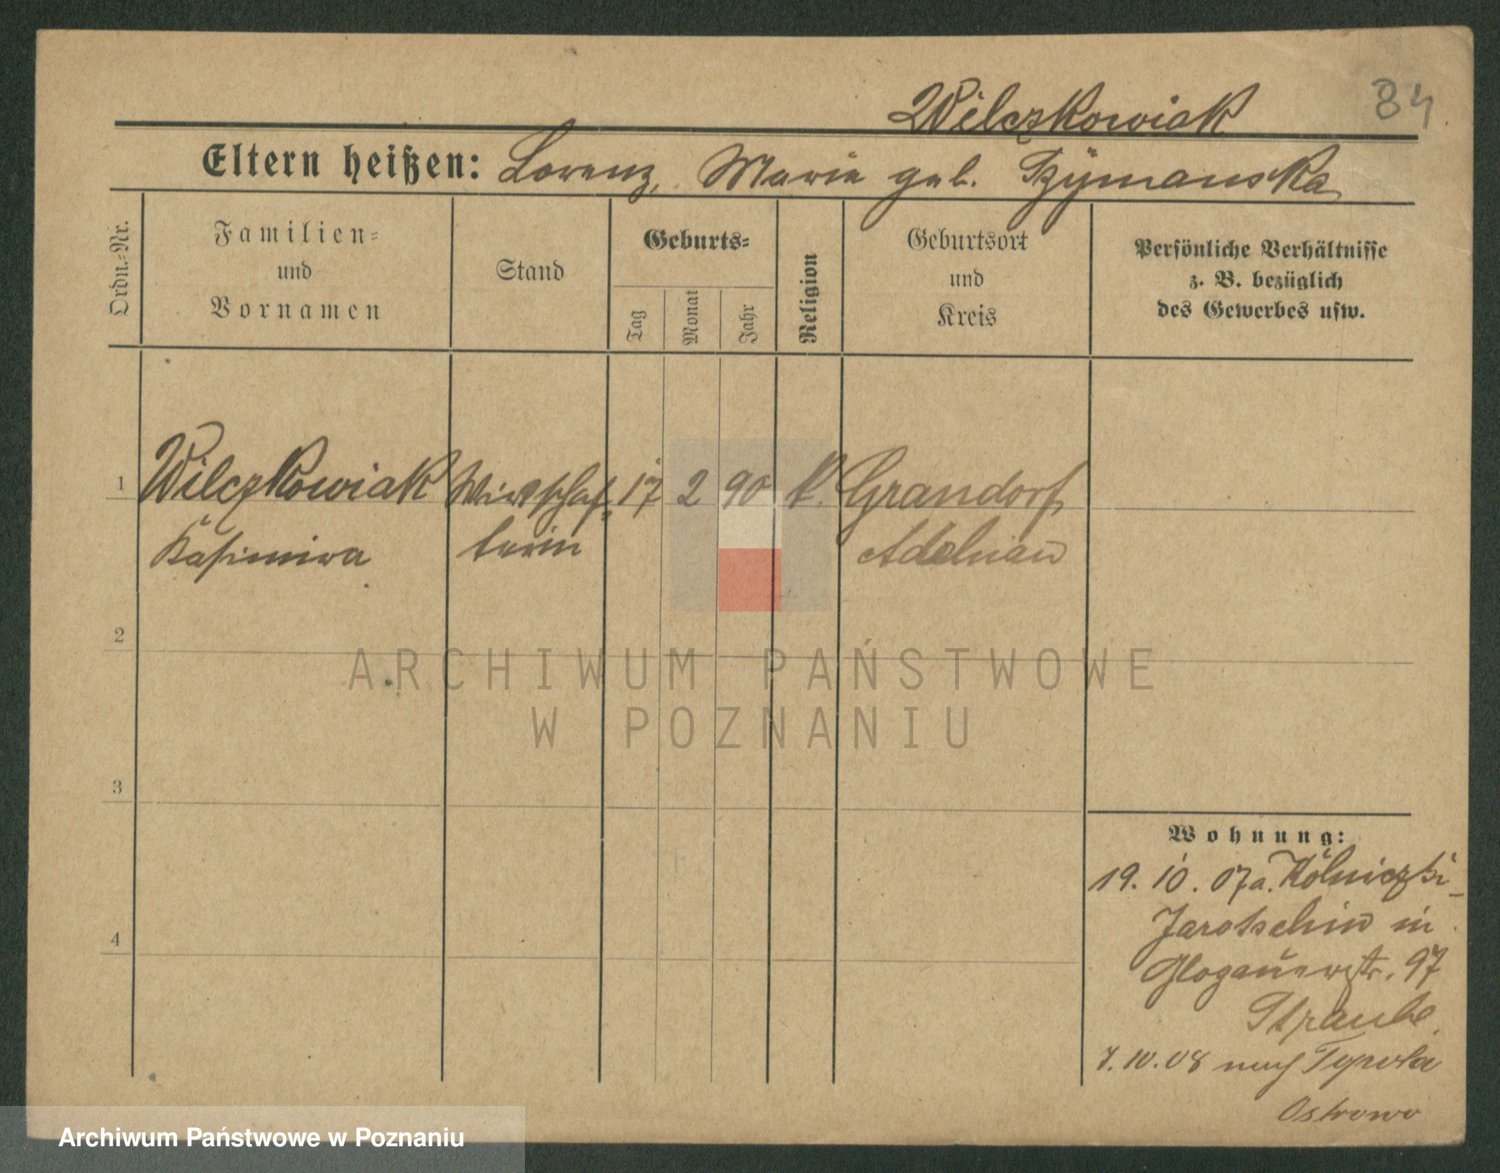 84
Wilczkowiak
Eltern heißen: Lorenz, Marie geb. Szymanska
Ordn.-Nr.
Familien-
und
Vornamen
Stand
Geburts-
Tag
Monat
Jahr
Religion
Geburtsort
und
Kreis
Persönliche Verhältnisse
z. B. bezüglich
des Gewerbes usw.
1 Wilczkowiak Wirtschaf- 17 2 90 k. Grandorf
Kasimira terin Adelnau
2
ARCHIWUM PAŃSTWOWE
W POZNANIU
3
Wohnung:
19. 10. 07 a.
Jarotschin in
Glogauerstr. 97
4
7. 10. 08 nach
Ostrowo
Archiwum Państwowe w Poznaniu